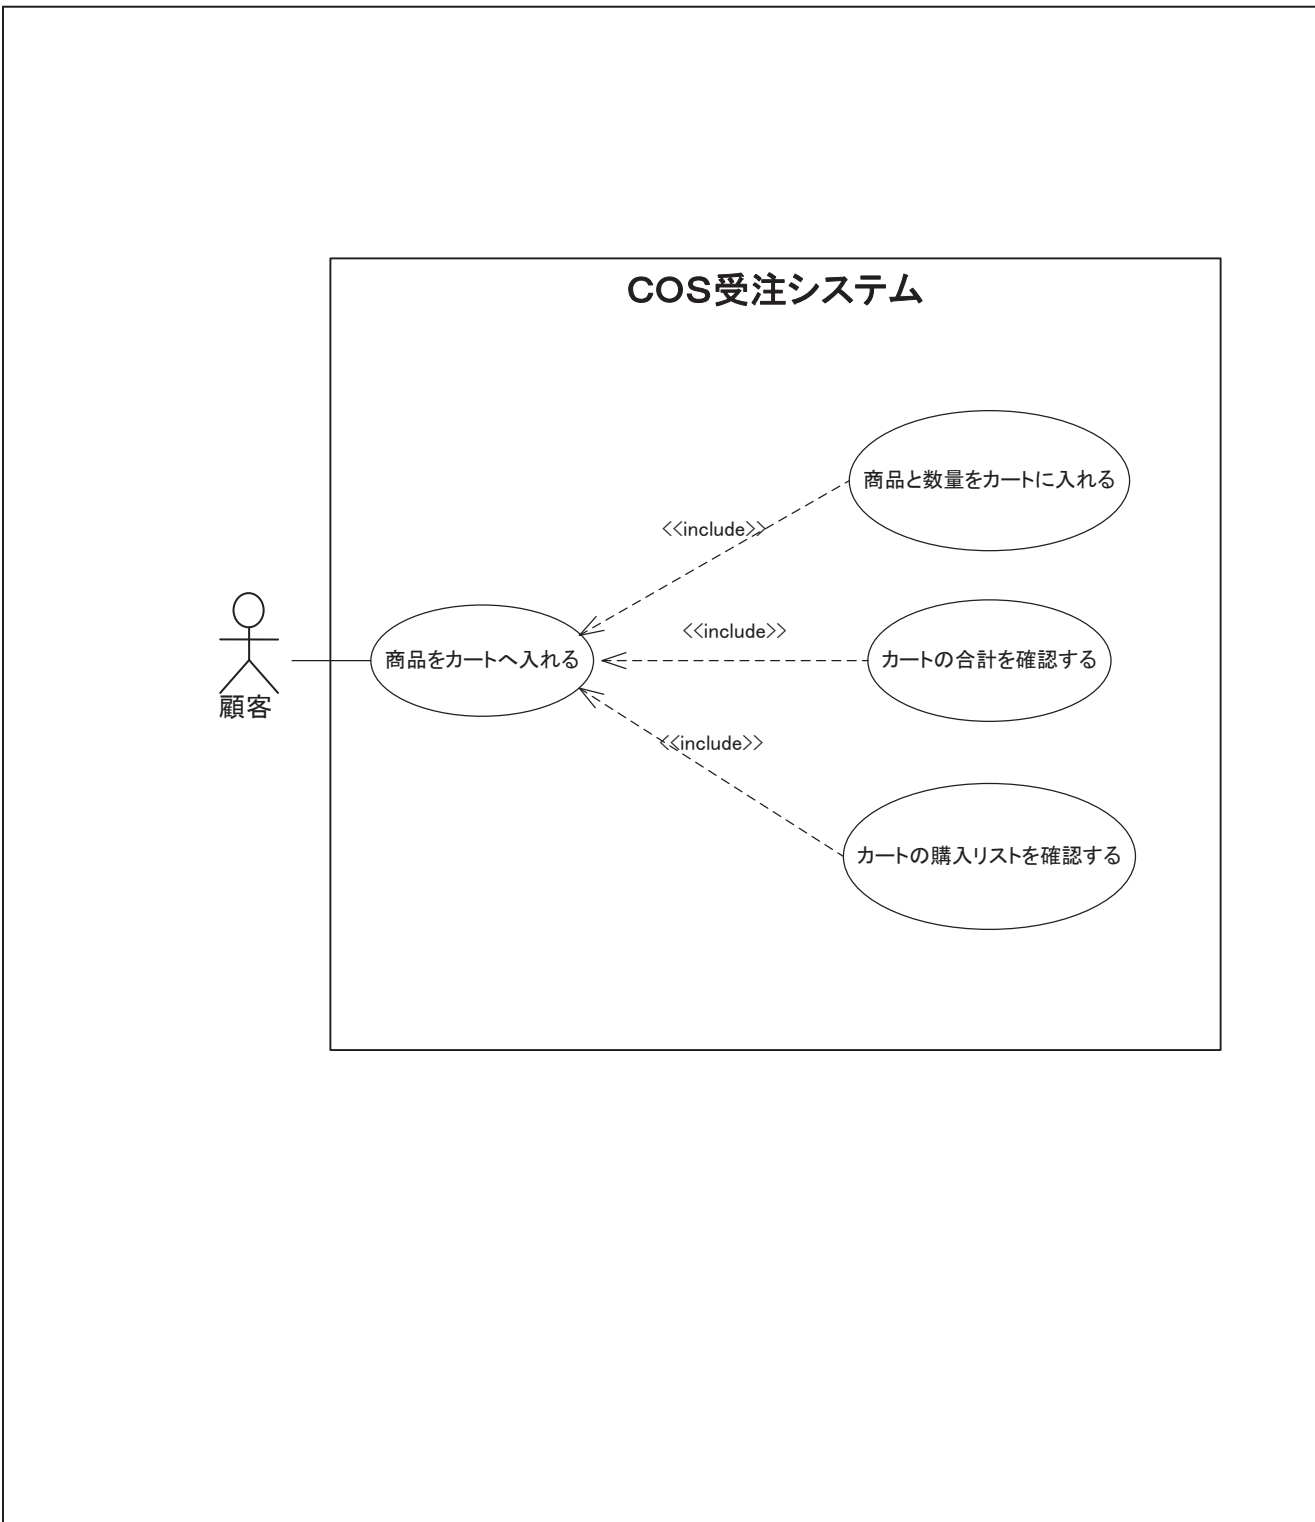 COS受注システム
商品と数量をカートに入れる
<<include>>
<<include>>
商品をカートへ入れる
カートの合計を確認する
顧客
<<include>>
カートの購入リストを確認する